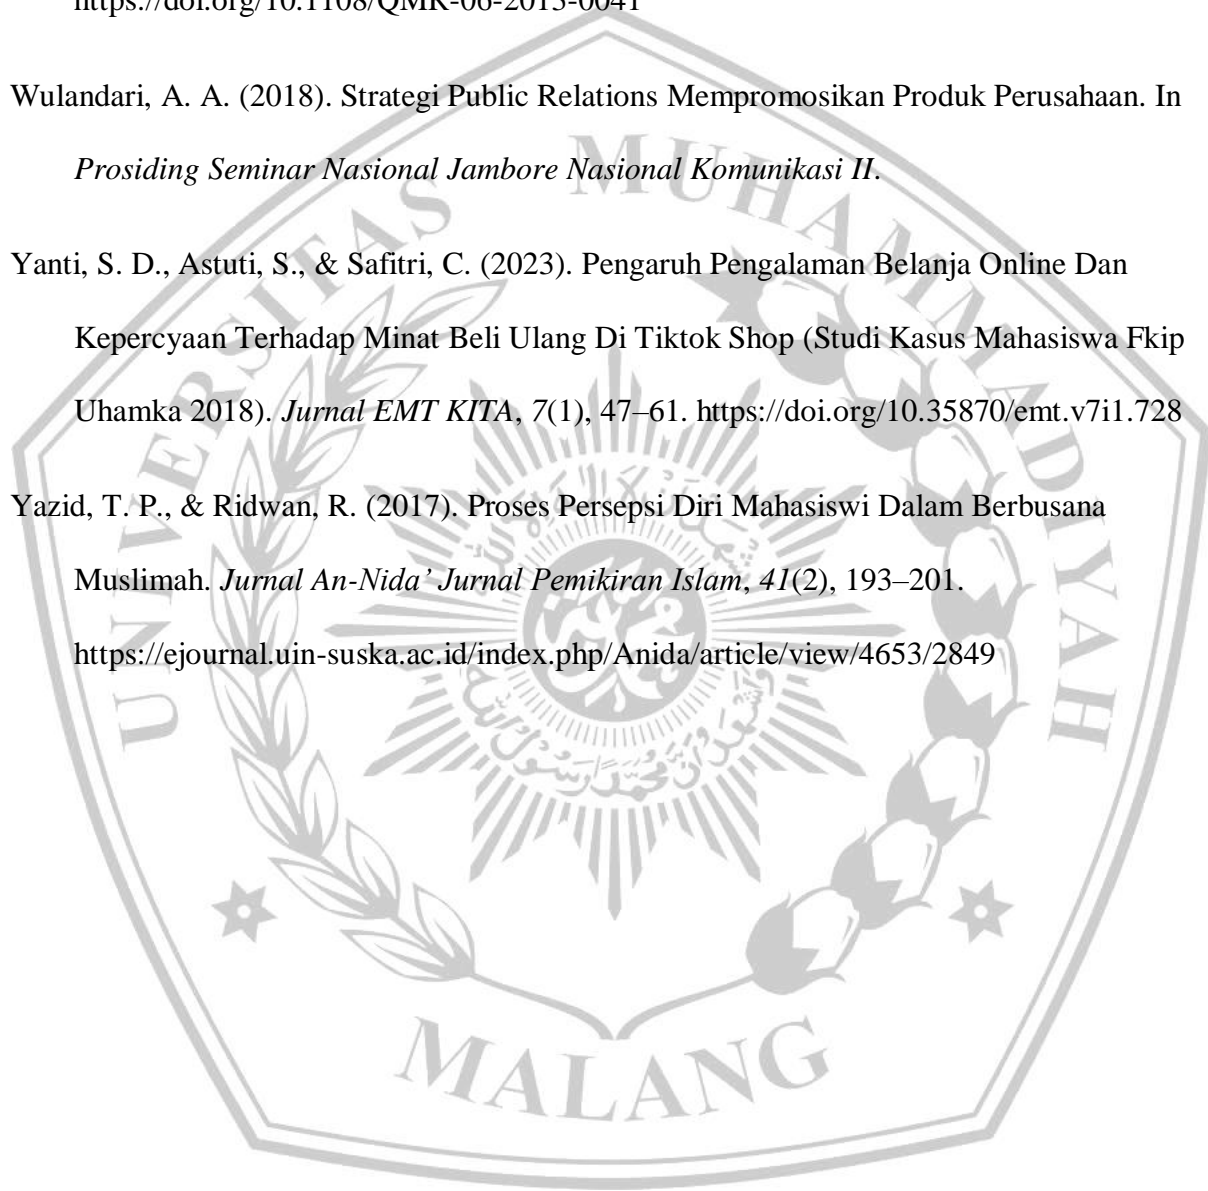 https://doi.org/10.1108/QMR-06-2013-0041
Wulandari, A. A. (2018). Strategi Public Relations Mempromosikan Produk Perusahaan. In
Prosiding Seminar Nasional Jambore Nasional Komunikasi II.
Yanti, S. D., Astuti, S., & Safitri, C. (2023). Pengaruh Pengalaman Belanja Online Dan
Kepercyaan Terhadap Minat Beli Ulang Di Tiktok Shop (Studi Kasus Mahasiswa Fkip
Uhamka 2018). Jurnal EMT KITA, 7(1), 47–61. https://doi.org/10.35870/emt.v7i1.728
Yazid, T. P., & Ridwan, R. (2017). Proses Persepsi Diri Mahasiswi Dalam Berbusana
Muslimah. Jurnal An-Nida’ Jurnal Pemikiran Islam, 41(2), 193–201.
https://ejournal.uin-suska.ac.id/index.php/Anida/article/view/4653/2849
UNIVERSITAS MUHAMMADIYAH
MALANG